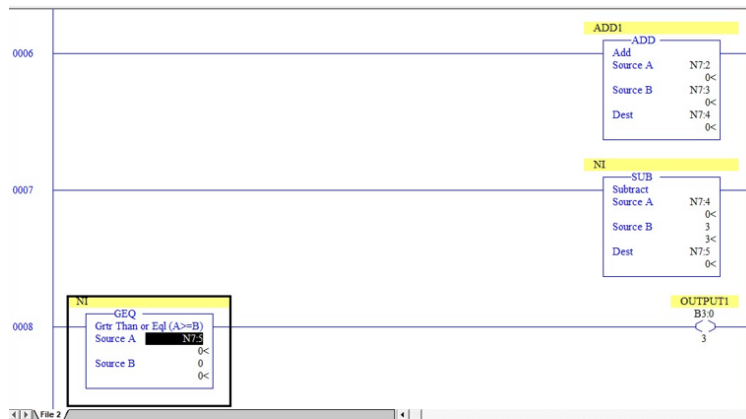 ADD1
ADD
0006
Add
Source A N7:2
0<
Source B N7:3
0<
Dest N7:4
0<
NI
SUB
0007
Subtract
Source A N7:4
0<
Source B 3
3<
Dest N7:5
0<
NI
OUTPUT1
GEQ
B3:0
0008
Grtr Than or Eql (A>=B)
Source A N7:5
3
0<
Source B 0
0<
File 2